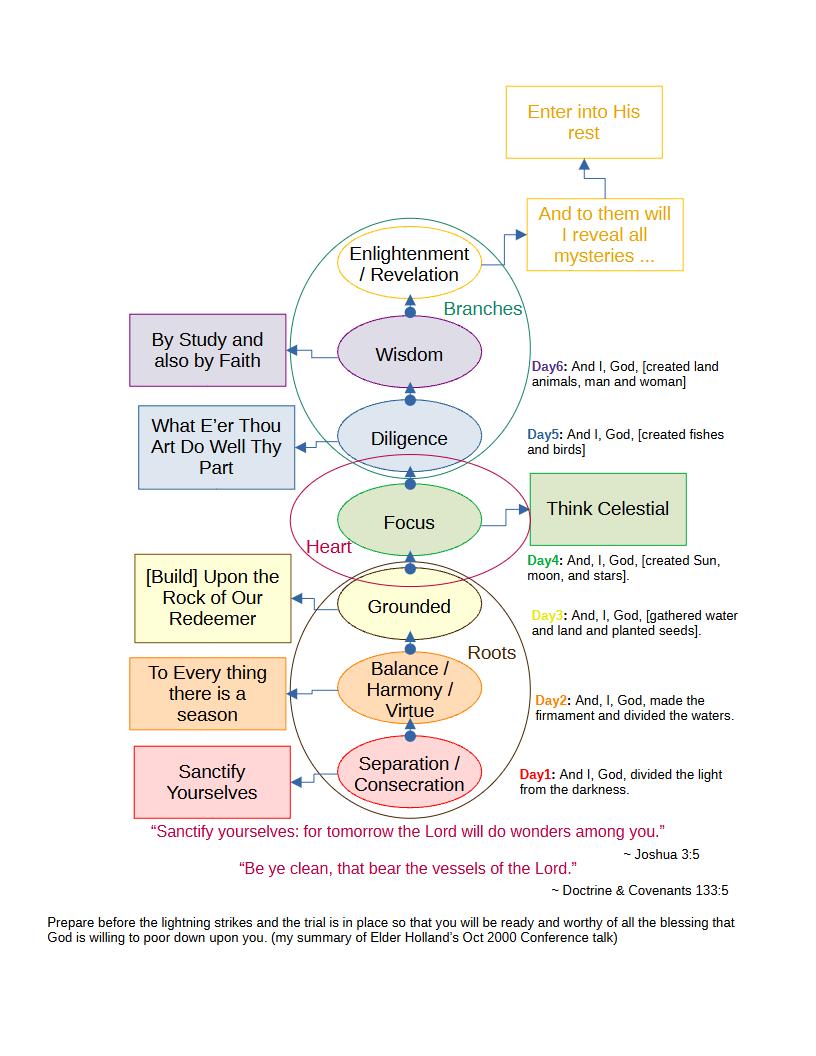 Enter into His
rest
And to them will
I reveal all
mysteries ...
Enlightenment
/ Revelation
Branches
By Study and
also by Faith
Wisdom
Day6: And I, God, [created land
animals, man and woman]
What E’er Thou
Art Do Well Thy
Part
Diligence
Day5: And I, God, [created fishes
and birds]
Focus
Think Celestial
Heart
Day4: And, I, God, [created Sun,
moon, and stars].
[Build] Upon the
Rock of Our
Redeemer
Grounded
Day3: And, I, God, [gathered water
and land and planted seeds].
Roots
To Every thing
there is a
season
Balance /
Harmony /
Virtue
Day2: And, I, God, made the
firmament and divided the waters.
Sanctify
Yourselves
Separation /
Consecration
Day1: And I, God, divided the light
from the darkness.
“Sanctify yourselves: for tomorrow the Lord will do wonders among you.”
~ Joshua 3:5
“Be ye clean, that bear the vessels of the Lord.”
~ Doctrine & Covenants 133:5
Prepare before the lightning strikes and the trial is in place so that you will be ready and worthy of all the blessing that
God is willing to poor down upon you. (my summary of Elder Holland’s Oct 2000 Conference talk)